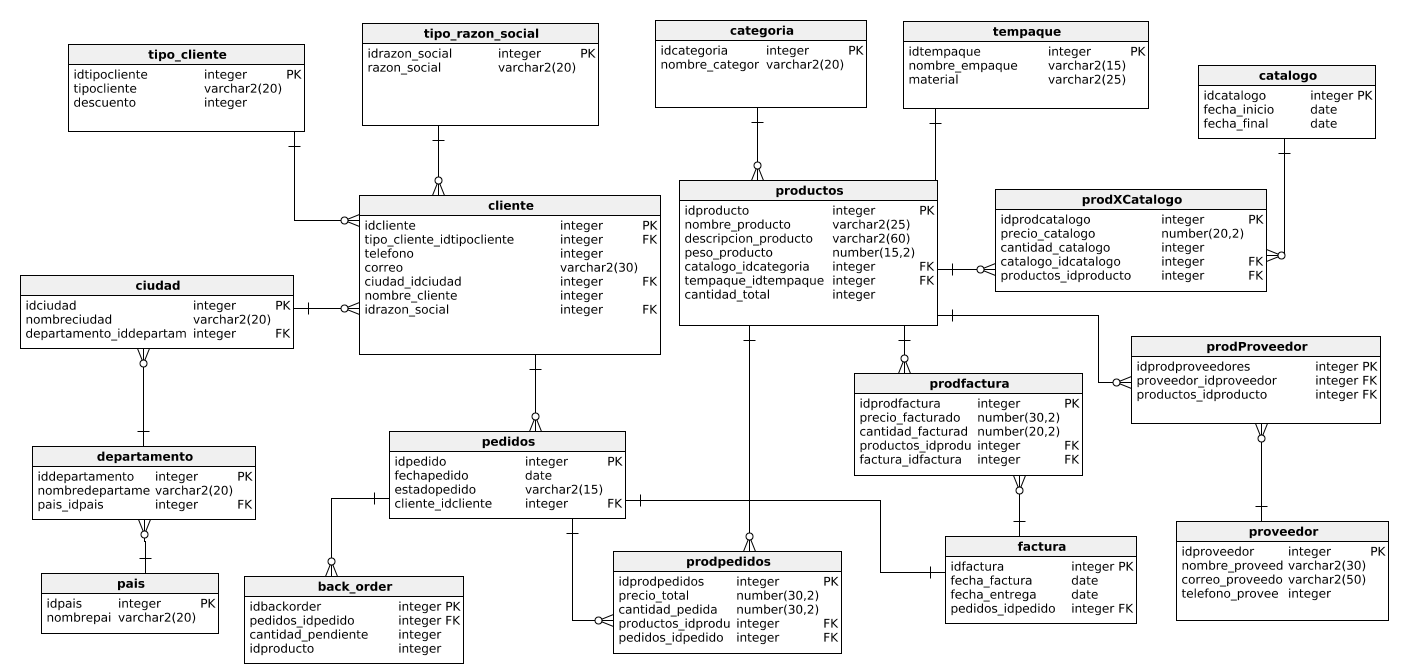 tipo_cliente
idtipocliente integer PK
tipocliente varchar2(20)
descuento integer
tipo_razon_social
idrazon_social integer PK
razon_social varchar2(20)
categoria
idcategoria integer PK
nombre_categor varchar2(20)
tempaque
idtempaque integer PK
nombre_empaque varchar2(15)
material varchar2(25)
catalogo
idcatalogo integer PK
fecha_inicio date
fecha_final date
cliente
idcliente integer PK
tipo_cliente_idtipocliente integer FK
telefono integer
correo varchar2(30)
ciudad_idciudad integer FK
nombre_cliente integer
idrazon_social integer FK
productos
idproducto integer PK
nombre_producto varchar2(25)
descripcion_producto varchar2(60)
peso_producto number(15,2)
catalogo_idcategoria integer FK
tempaque_idtempaque integer FK
cantidad_total integer
prodXCatalogo
idprodcatalogo integer PK
precio_catalogo number(20,2)
cantidad_catalogo integer
catalogo_idcatalogo integer FK
productos_idproducto integer FK
ciudad
idciudad integer PK
nombreciudad varchar2(20)
departamento_iddepartam integer FK
prodProveedor
idprodproveedores integer PK
proveedor_idproveedor integer FK
productos_idproducto integer FK
prodfactura
idprodfactura integer PK
precio_facturado number(30,2)
cantidad_facturad number(20,2)
productos_idprodu integer FK
factura_idfactura integer FK
departamento
iddepartamento integer PK
nombredepartame varchar2(20)
pais_idpais integer FK
pedidos
idpedido integer PK
fechapedido date
estadopedido varchar2(15)
cliente_idcliente integer FK
pais
idpais integer PK
nombrepai varchar2(20)
back_order
idbackorder integer PK
pedidos_idpedido integer FK
cantidad_pendiente integer
idproducto integer
prodpedidos
idprodpedidos integer PK
precio_total number(30,2)
cantidad_pedida number(30,2)
productos_idprodu integer FK
pedidos_idpedido integer FK
factura
idfactura integer PK
fecha_factura date
fecha_entrega date
pedidos_idpedido integer FK
proveedor
idproveedor integer PK
nombre_proveed varchar2(30)
correo_proveedo varchar2(50)
telefono_provee integer